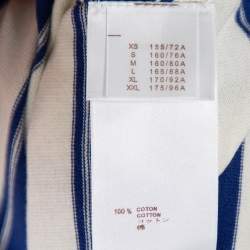 XS 155/72A
S 160/76A
M 160/80A
L 165/88A
XL 170/92A
XXL 175/96A
100 % COTON
COTTON
コットン
棉